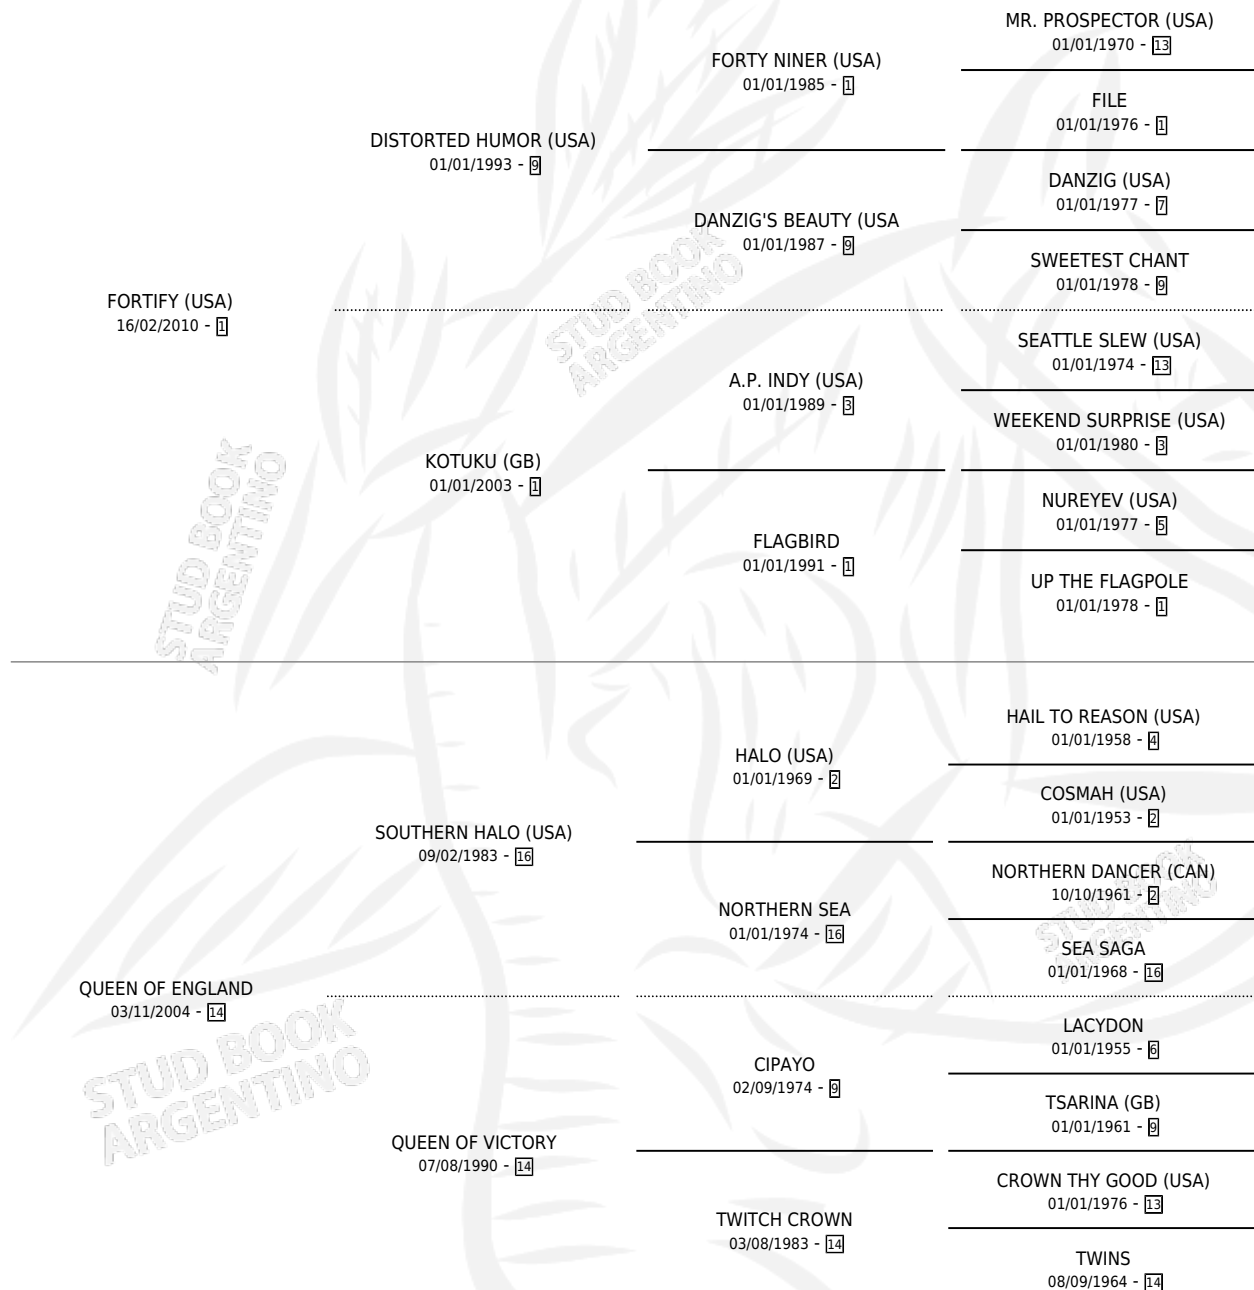 MR. PROSPECTOR (USA)
01/01/1970 - 13
FORTY NINER (USA)
01/01/1985 - 1
FILE
01/01/1976 - 1
DISTORTED HUMOR (USA)
01/01/1993 - 9
DANZIG (USA)
01/01/1977 - 7
DANZIG'S BEAUTY (USA
01/01/1987 - 9
SWEETEST CHANT
01/01/1978 - 9
STUD BOOK
ARGENTINO
FORTIFY (USA)
16/02/2010 - 1
SEATTLE SLEW (USA)
01/01/1974 - 13
A.P. INDY (USA)
01/01/1989 - 3
WEEKEND SURPRISE (USA)
01/01/1980 - 3
KOTUKU (GB)
01/01/2003 - 1
NUREYEV (USA)
01/01/1977 - 5
FLAGBIRD
01/01/1991 - 1
UP THE FLAGPOLE
01/01/1978 - 1
STUD BOOK
ARGENTINO
HAIL TO REASON (USA)
01/01/1958 - 4
HALO (USA)
01/01/1969 - 2
COSMAH (USA)
01/01/1953 - 2
SOUTHERN HALO (USA)
09/02/1983 - 16
NORTHERN DANCER (CAN)
10/10/1961 - 2
NORTHERN SEA
01/01/1974 - 16
SEA SAGA
01/01/1968 - 16
STUD BOOK
ARGENTINO
QUEEN OF ENGLAND
03/11/2004 - 14
LACYDON
01/01/1955 - 6
CIPAYO
02/09/1974 - 9
TSARINA (GB)
01/01/1961 - 9
STUD BOOK
ARGENTINO
QUEEN OF VICTORY
07/08/1990 - 14
CROWN THY GOOD (USA)
01/01/1976 - 13
TWITCH CROWN
03/08/1983 - 14
TWINS
08/09/1964 - 14